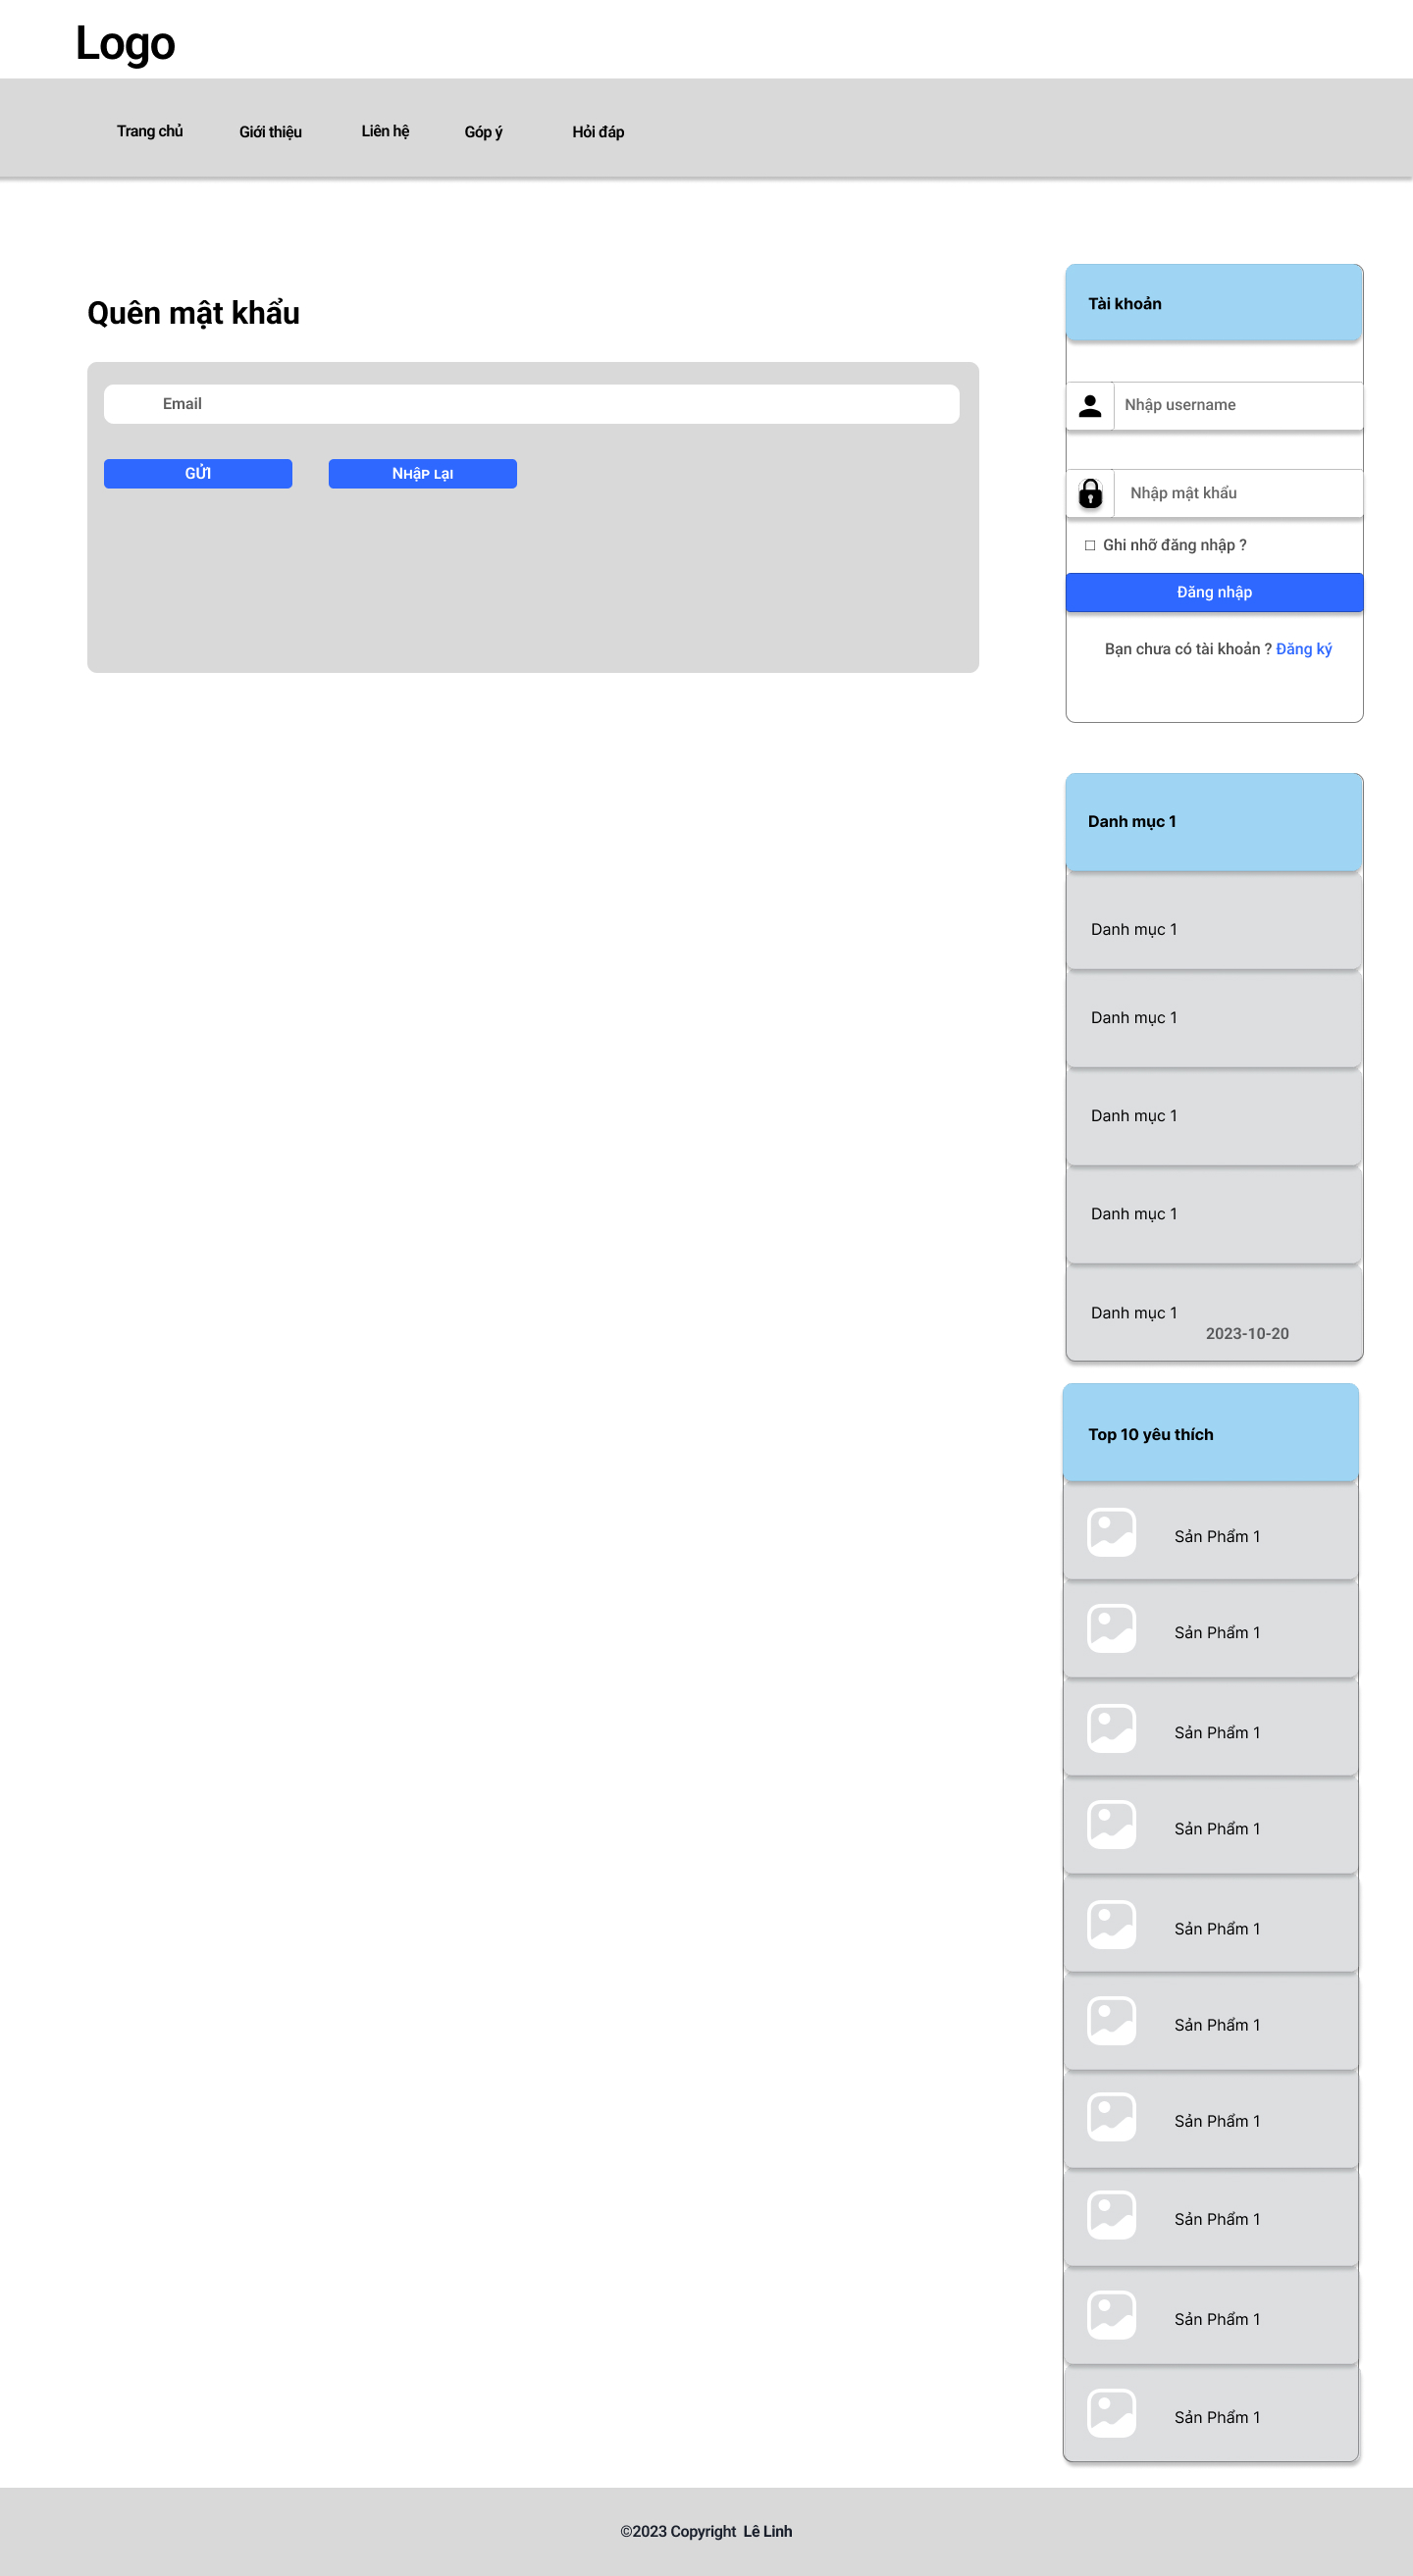 Logo
Trang chủ Giới thiệu Liên hệ Góp ý Hỏi đáp
Quên mật khẩu
Email
GỬI Nhập lại
Tài khoản
Nhập username
Nhập mật khẩu
Ghi nhỡ đăng nhập ?
Đăng nhập
Bạn chưa có tài khoản ? Đăng ký
Danh mục 1
Danh mục 1
Danh mục 1
Danh mục 1
Danh mục 1
Danh mục 1
2023-10-20
Top 10 yêu thích
Sản Phẩm 1
Sản Phẩm 1
Sản Phẩm 1
Sản Phẩm 1
Sản Phẩm 1
Sản Phẩm 1
Sản Phẩm 1
Sản Phẩm 1
Sản Phẩm 1
Sản Phẩm 1
©2023 Copyright Lê Linh